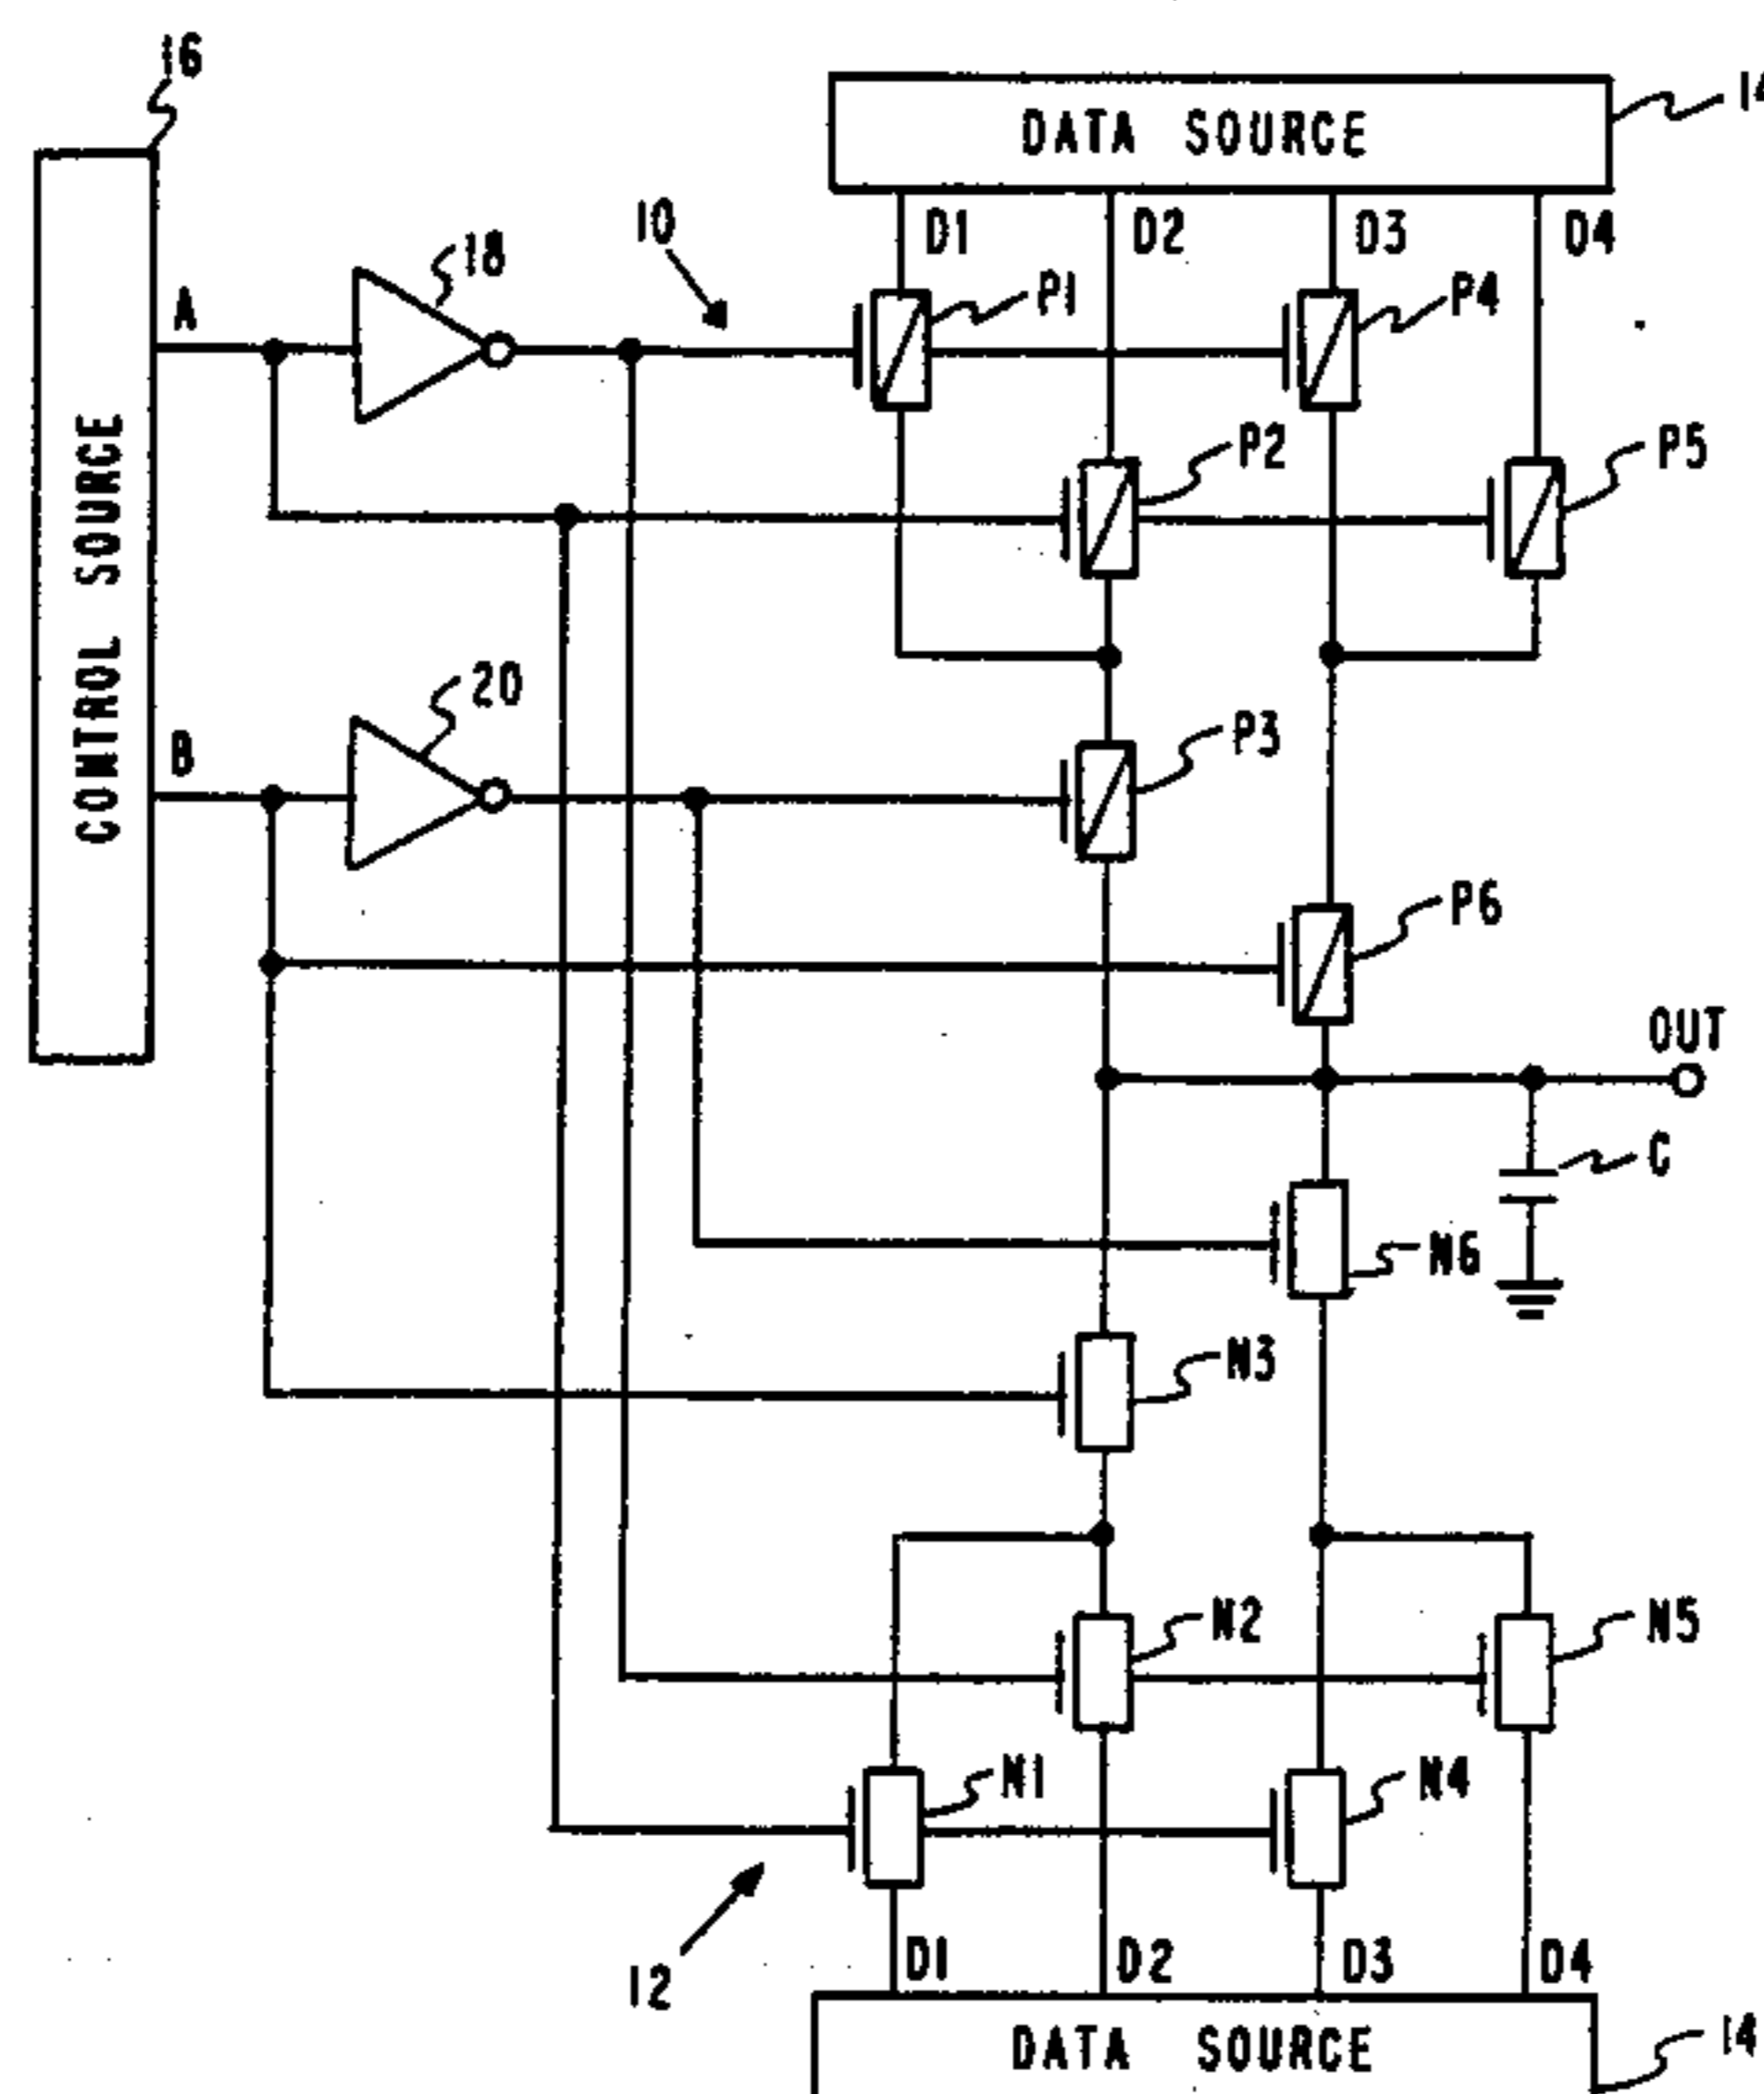 16
DATA SOURCE
14
D1
D2
D3
D4
18
10
A
P1
P4
P2
P5
CONTROL SOURCE
20
B
P3
P6
OUT
C
N6
N3
N2
N5
N1
N4
12
D1
D2
D3
D4
DATA SOURCE
14